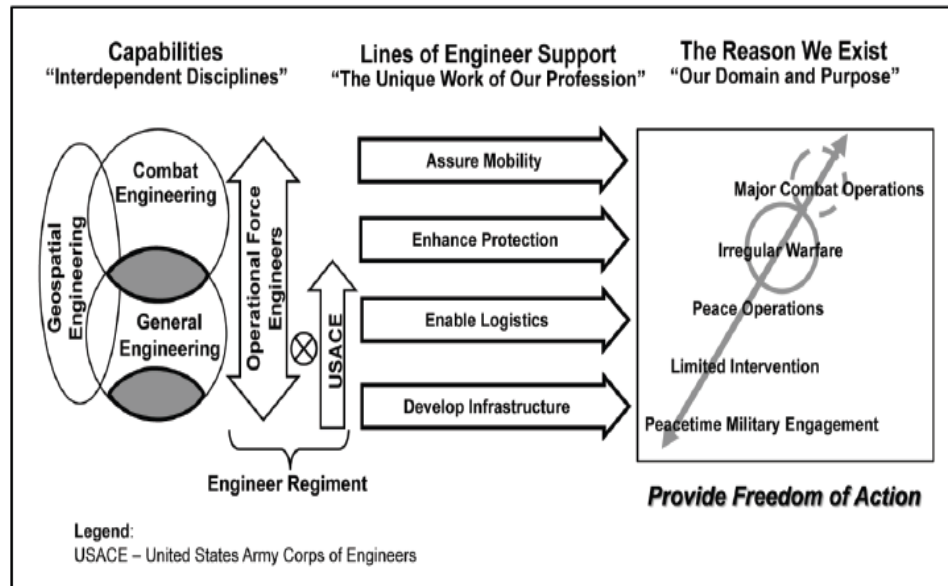 Capabilities
“Interdependent Disciplines”
Lines of Engineer Support
“The Unique Work of Our Profession”
The Reason We Exist
“Our Domain and Purpose”
Geospatial
Engineering
Combat
Engineering
General
Engineering
Operational Force
Engineers
USACE
Engineer Regiment
Assure Mobility
Enhance Protection
Enable Logistics
Develop Infrastructure
Major Combat Operations
Irregular Warfare
Peace Operations
Limited Intervention
Peacetime Military Engagement
Provide Freedom of Action
Legend:
USACE – United States Army Corps of Engineers